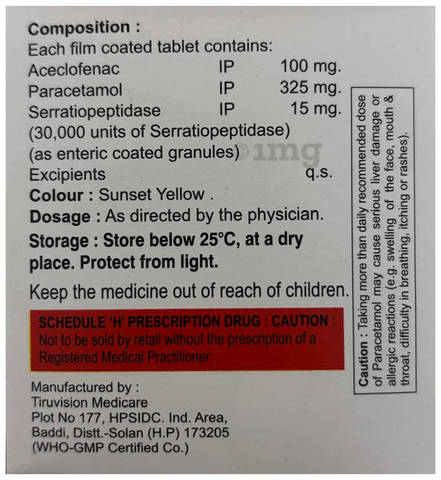 Composition :
Each film coated tablet contains:
Aceclofenac IP 100 mg.
Paracetamol IP 325 mg.
Serratiopeptidase IP 15 mg.
(30,000 units of Serratiopeptidase)
(as enteric coated granules)
1mg
Excipients q.s.
Colour : Sunset Yellow .
Dosage : As directed by the physician.
Storage : Store below 25°C, at a dry
place. Protect from light.
Keep the medicine out of reach of children.
SCHEDULE 'H' PRESCRIPTION DRUG : CAUTION :
Not to be sold by retail without the prescription of a
Registered Medical Practitioner.
Manufactured by :
Tiruvision Medicare
Plot No 177, HPSIDC. Ind. Area,
Baddi, Distt.-Solan (H.P) 173205
(WHO-GMP Certified Co.)
Caution : Taking more than daily recommended dose
of Paracetamol may cause serious liver damage or
allergic reactions (e.g. swelling of the face, mouth &
throat, difficulty in breathing, itching or rashes).